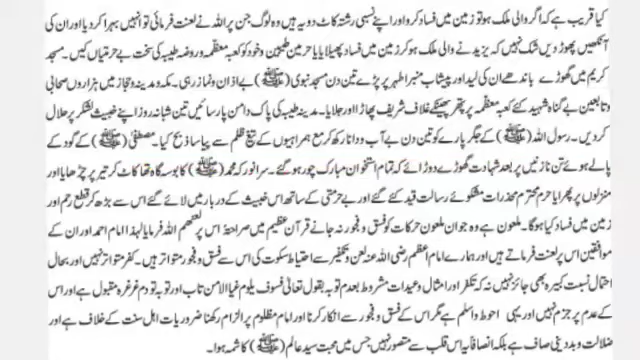 کیا قریب ہے کہ اگر والی ملک ہو تو زمین میں فساد کرو اور اپنے نسبی رشتہ کاٹ دو یہ ہیں وہ لوگ جن پر اللہ نے لعنت فرمائی تو انہیں بہرا کر دیا اور ان کی
آنکھیں پھوڑ دیں شک نہیں کہ یزید نے والی ملک ہو کر زمین میں فساد پھیلایا یا حرمین طیبین و خود کو کعبہ معظمہ و روضہ طیبہ کی سخت بے حرمتیاں کیں۔ مسجد
کریم میں گھوڑے باندھے ان کی لید اور پیشاب منبر اطہر پر پڑے تین دن مسجد نبوی (ﷺ) بے اذان و نماز رہی۔ مکہ و مدینہ و حجاز میں ہزاروں صحابی
و تابعین بے گناہ شہید کئے کعبہ معظمہ پر پتھر پھینکے غلاف شریف پھاڑا اور جلایا۔ مدینہ طیبہ کی پاک دامن پارسائیں تین شبانہ روز اپنے خبیث لشکر پر حلال
کر دیں۔ رسول اللہ (ﷺ) کے جگر پارے کو تین دن بے آب و دانا رکھ کر مع ہمراہیوں کے تیغ ظلم سے پیاسا ذبح کیا۔ مصطفیٰ (ﷺ) کے گود کے
پالے ہوئے تن نازنین پر بعد شہادت گھوڑے دوڑائے کہ تمام استخوان مبارک چور ہو گئے۔ سر انور کہ محمد (ﷺ) کا بوسہ گاہ تھا کاٹ کر تیر پر چڑھایا اور
منزلوں پر پھرایا حرم محترم مخدرات مشکوئے رسالت قید کئے گئے اور بے حرمتی کے ساتھ اس خبیث کے دربار میں لائے گئے اس سے بڑھ کر قطع رحم اور
زمین میں فساد کیا ہوگا۔ ملعون ہے وہ جو ان ملعون حرکات کو فسق و فجور نہ جانے قرآن عظیم میں صراحۃً اس پر لعنھم اللہ فرمایا لہذا امام احمد اور ان کے
موافقین اس پر لعنت فرماتے ہیں اور ہمارے امام اعظم رضی اللہ عنہ لعن و تکفیر سے احتیاط سکوت کی اس سے فسق و فجور متواتر ہیں۔ کفر متواتر نہیں اور بحال
احتمال نسبت کبیرہ بھی جائز نہیں نہ کہ تکفر اور امثال و عیدات مشروط بعدم توبہ بقولی تعالیٰ فسوف یلقوم غیا الا من تاب اور توبہ تو دم غرغرہ مقبول ہے اور اس
کے عدم پر جزم نہیں اور یہی احوط و اسلم ہے مگر اس کے فسق و فجور سے انکار کرنا اور امام مظلوم پر الزام رکھنا ضروریات اہل سنت کے خلاف ہے اور
ضلالت و بد دینی صاف ہے بلکہ انصافاً یہ اس قلب سے متصور نہیں جس میں محبت سید عالم (ﷺ) کا شمہ ہو۔